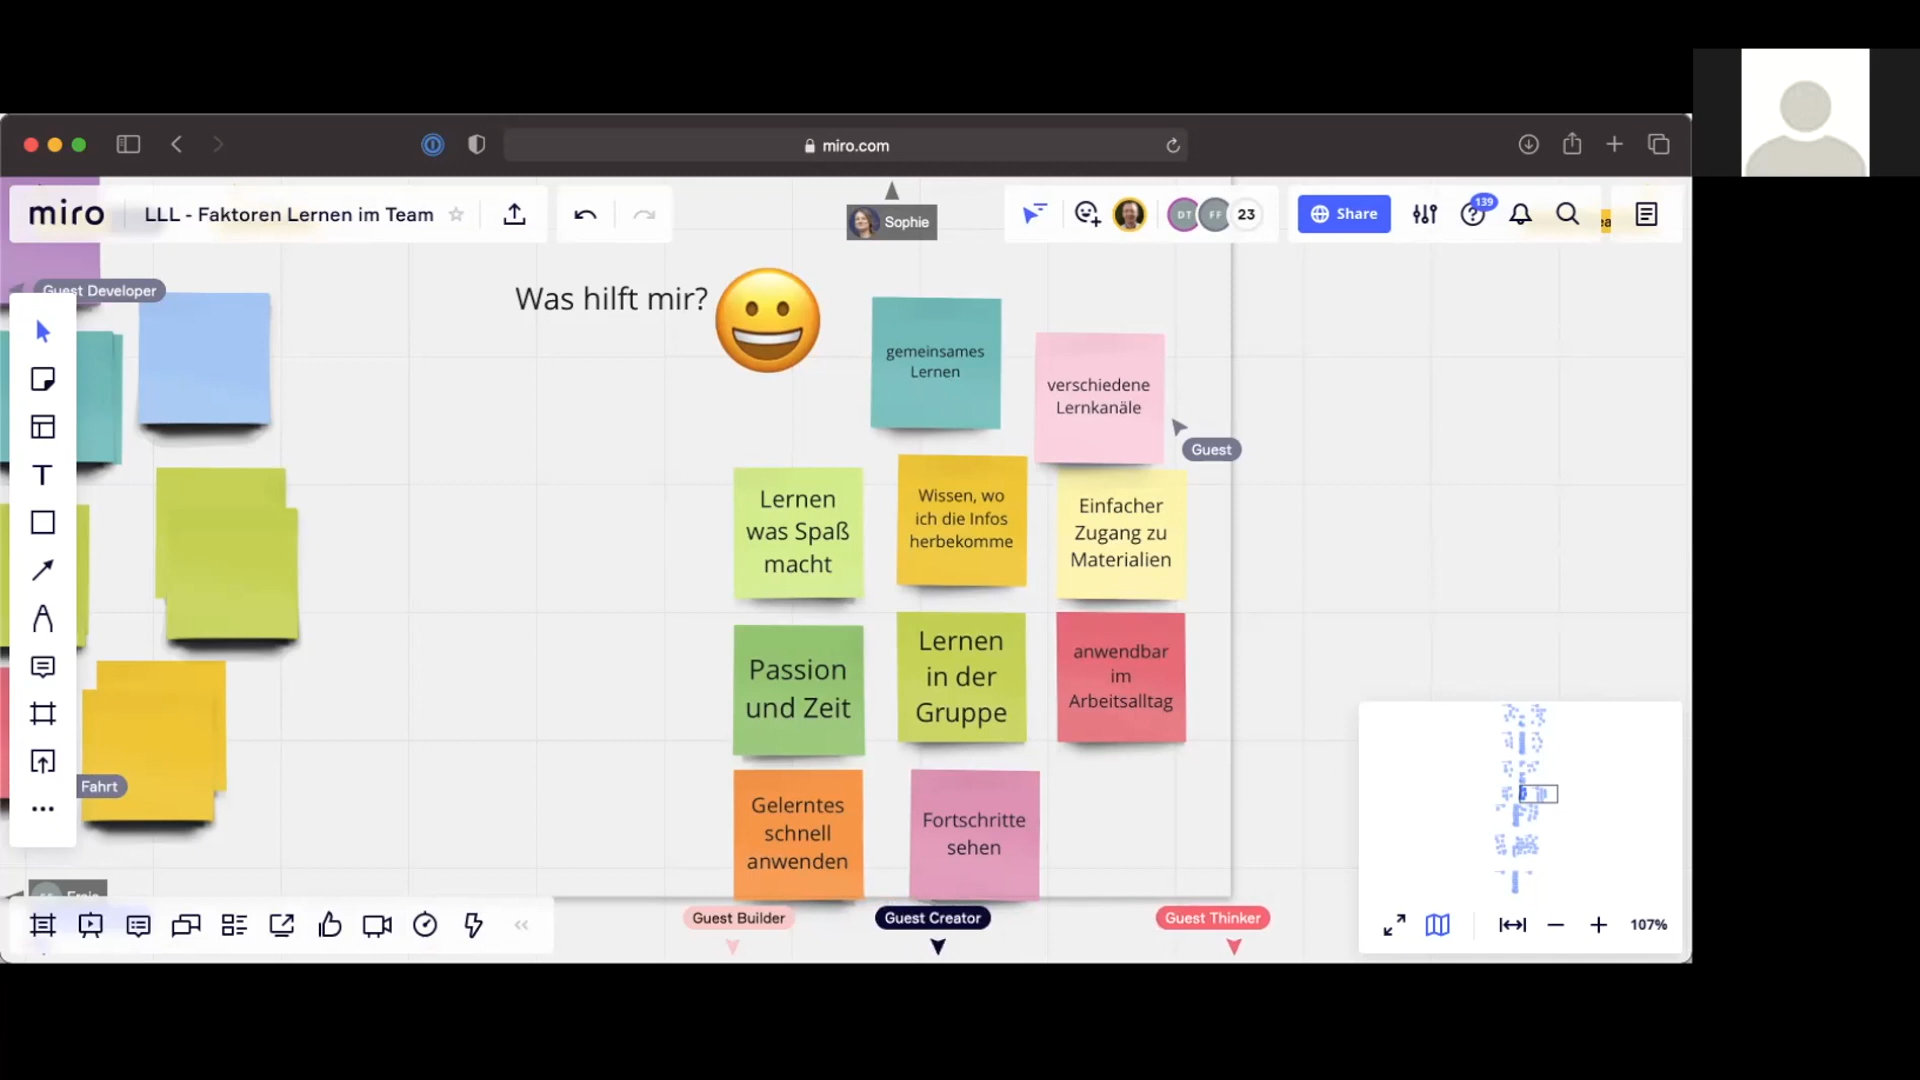 miro.com
miro
LLL - Faktoren Lernen im Team
Sophie
DT
FF
23
Share
139
ea
Guest Developer
Was hilft mir?
gemeinsames
Lernen
verschiedene
Lernkanäle
Guest
Lernen
was Spaß
macht
Wissen, wo
ich die Infos
herbekomme
Einfacher
Zugang zu
Materialien
Passion
und Zeit
Lernen
in der
Gruppe
anwendbar
im
Arbeitsalltag
Fahrt
Gelerntes
schnell
anwenden
Fortschritte
sehen
Guest Builder
Guest Creator
Guest Thinker
107%